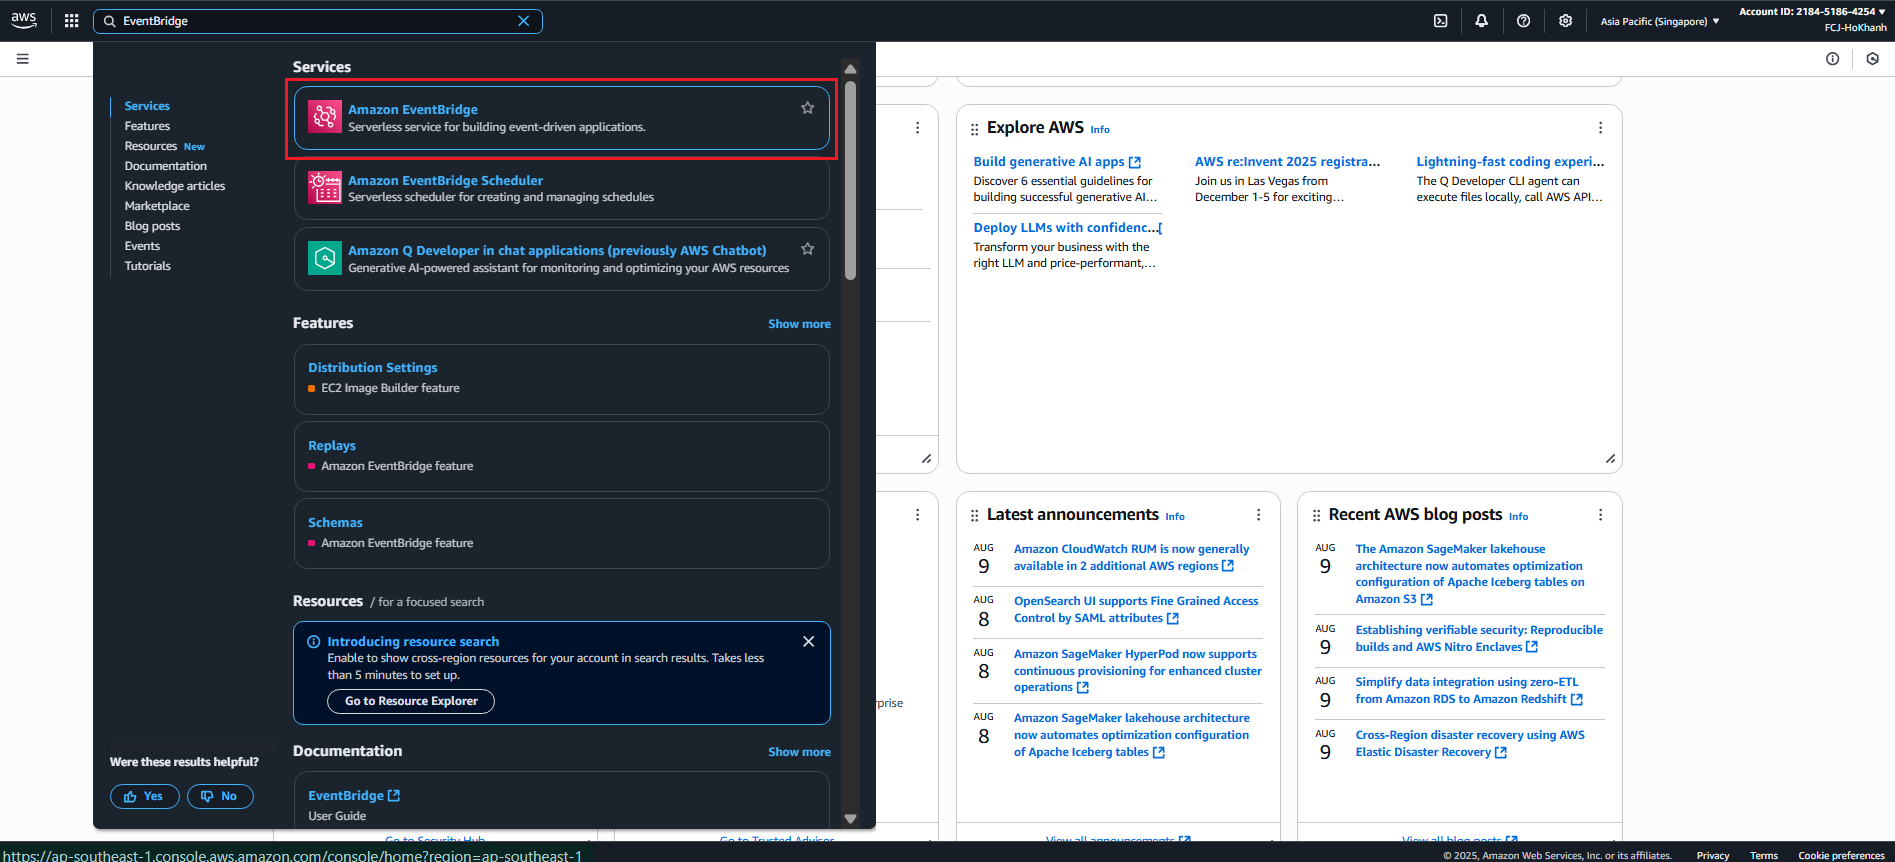 aws
EventBridge
Asia Pacific (Singapore)
Account ID: 2184-5186-4254
FCJ-HoKhanh
Services
Features
Resources New
Documentation
Knowledge articles
Marketplace
Blog posts
Events
Tutorials
Were these results helpful?
Yes
No
Services
Amazon EventBridge
Serverless service for building event-driven applications.
Amazon EventBridge Scheduler
Serverless scheduler for creating and managing schedules
Amazon Q Developer in chat applications (previously AWS Chatbot)
Generative AI-powered assistant for monitoring and optimizing your AWS resources
Features
Show more
Distribution Settings
EC2 Image Builder feature
Replays
Amazon EventBridge feature
Schemas
Amazon EventBridge feature
Resources / for a focused search
Introducing resource search
Enable to show cross-region resources for your account in search results. Takes less
than 5 minutes to set up.
Go to Resource Explorer
Documentation
Show more
EventBridge
User Guide
Explore AWS Info
Build generative AI apps
Discover 6 essential guidelines for
building successful generative AI...
AWS re:Invent 2025 registra...
Join us in Las Vegas from
December 1-5 for exciting...
Lightning-fast coding experi...
The Q Developer CLI agent can
execute files locally, call AWS API...
Deploy LLMs with confidenc...
Transform your business with the
right LLM and price-performant,...
rprise
Latest announcements Info
AUG
9
Amazon CloudWatch RUM is now generally
available in 2 additional AWS regions
AUG
8
OpenSearch UI supports Fine Grained Access
Control by SAML attributes
AUG
8
Amazon SageMaker HyperPod now supports
continuous provisioning for enhanced cluster
operations
AUG
8
Amazon SageMaker lakehouse architecture
now automates optimization configuration
of Apache Iceberg tables
View all announcements
Recent AWS blog posts Info
AUG
9
The Amazon SageMaker lakehouse
architecture now automates optimization
configuration of Apache Iceberg tables on
Amazon S3
AUG
9
Establishing verifiable security: Reproducible
builds and AWS Nitro Enclaves
AUG
9
Simplify data integration using zero-ETL
from Amazon RDS to Amazon Redshift
AUG
9
Cross-Region disaster recovery using AWS
Elastic Disaster Recovery
View all blog posts
Go to Security Hub
Go to Trusted Advisor
https://ap-southeast-1.console.aws.amazon.com/console/home?region=ap-southeast-1
© 2025, Amazon Web Services, Inc. or its affiliates.
Privacy
Terms
Cookie preferences